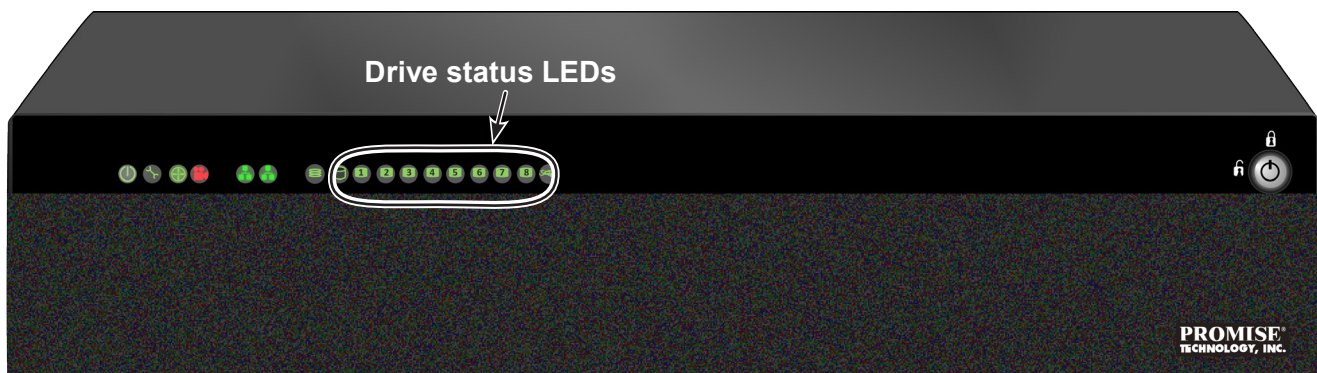 Drive status LEDs
1 2 3 4 5 6 7 8
PROMISE®
TECHNOLOGY, INC.